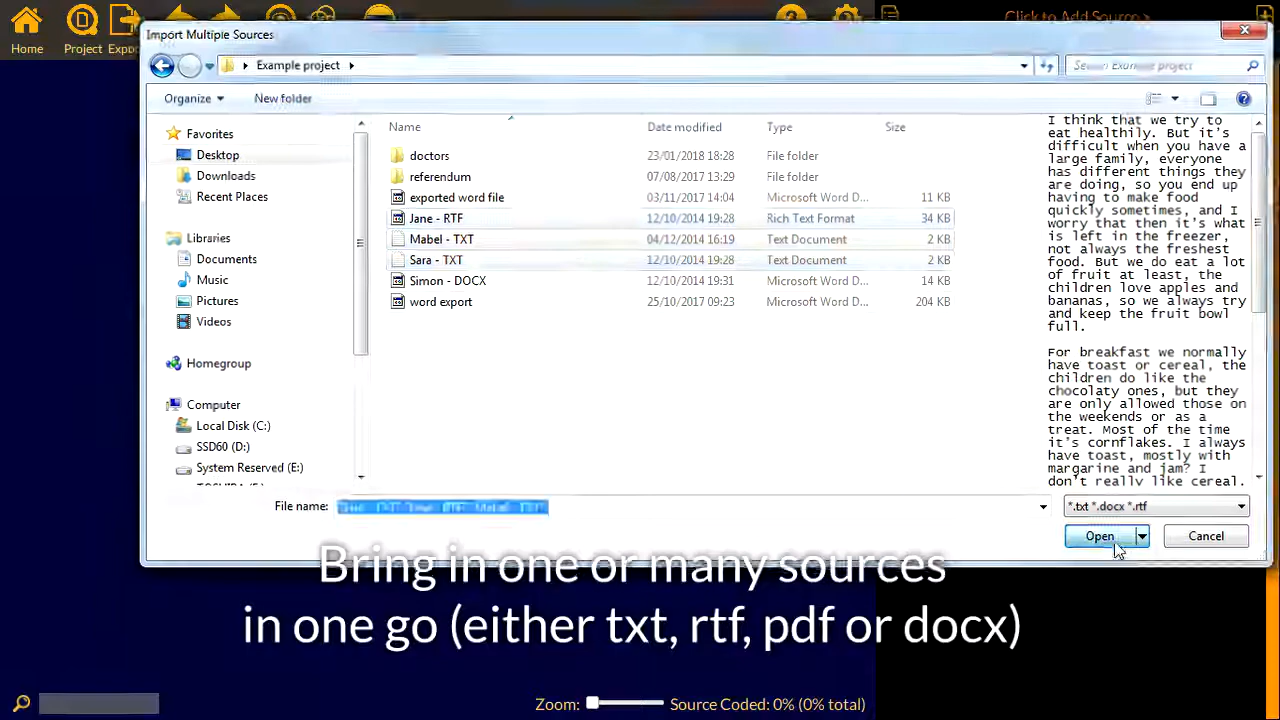 Click to Add Source>
Home
Project
Import Multiple Sources
Example project
Search Example project
Organize
New folder
Favorites
Desktop
Downloads
Recent Places
Libraries
Documents
Music
Pictures
Videos
Homegroup
Computer
Local Disk (C:)
SSD60 (D:)
System Reserved (E:)
Name Date modified Type Size
doctors 23/01/2018 18:28 File folder
referendum 07/08/2017 13:29 File folder
exported word file 03/11/2017 14:04 Microsoft Word D... 11 KB
Jane - RTF 12/10/2014 19:28 Rich Text Format 34 KB
Mabel - TXT 04/12/2014 16:19 Text Document 2 KB
Sara - TXT 12/10/2014 19:28 Text Document 2 KB
Simon - DOCX 12/10/2014 19:31 Microsoft Word D... 14 KB
word export 25/10/2017 09:23 Microsoft Word D... 204 KB
I think that we try to
eat healthily. But it's
difficult when you have a
large family, everyone
has different things they
are doing, so you end up
having to make food
quickly sometimes, and I
worry that then it's what
is left in the freezer,
not always the freshest
food. But we do eat a lot
of fruit at least, the
children love apples and
bananas, so we always try
and keep the fruit bowl
full.
For breakfast we normally
have toast or cereal, the
children do like the
chocolaty ones, but they
are only allowed those on
the weekends or as a
treat. Most of the time
it's cornflakes. I always
have toast, mostly with
margarine and jam? I
don't really like cereal.
File name:
*.txt *.docx *.rtf
Open
Cancel
Bring in one or many sources
in one go (either txt, rtf, pdf or docx)
Zoom:
Source Coded: 0% (0% total)